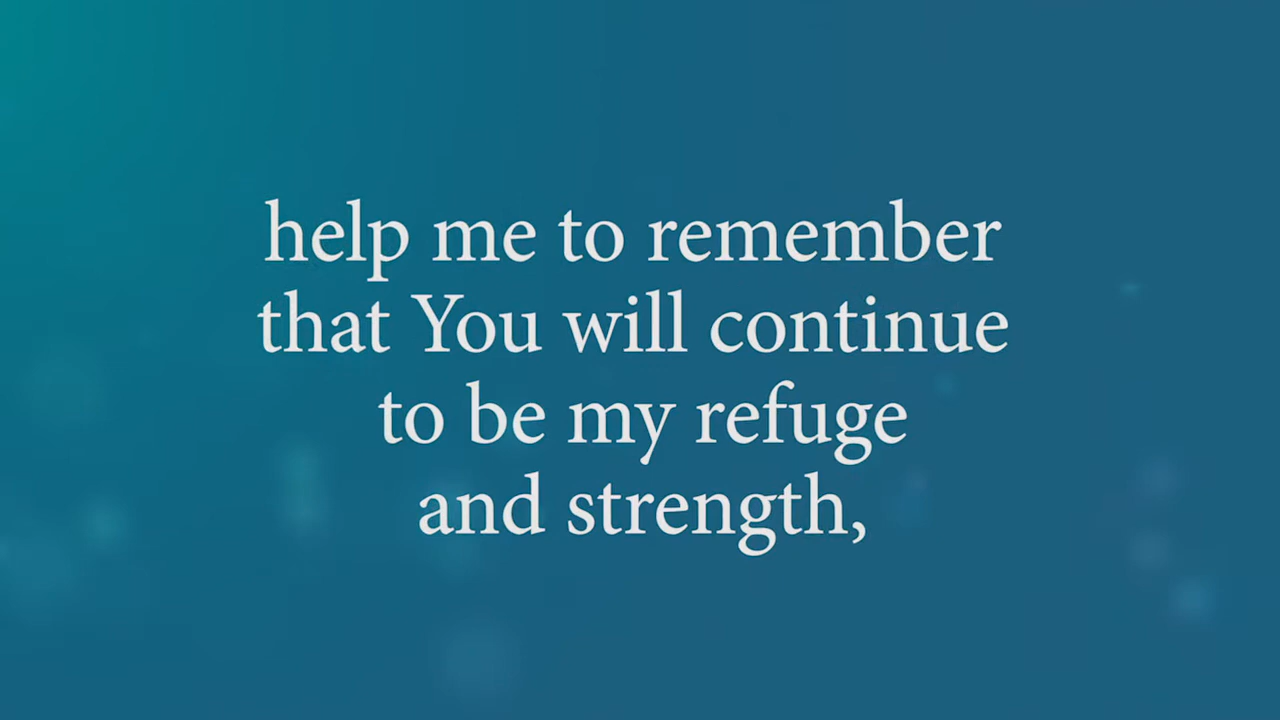 help me to remember
that You will continue
to be my refuge
and strength,